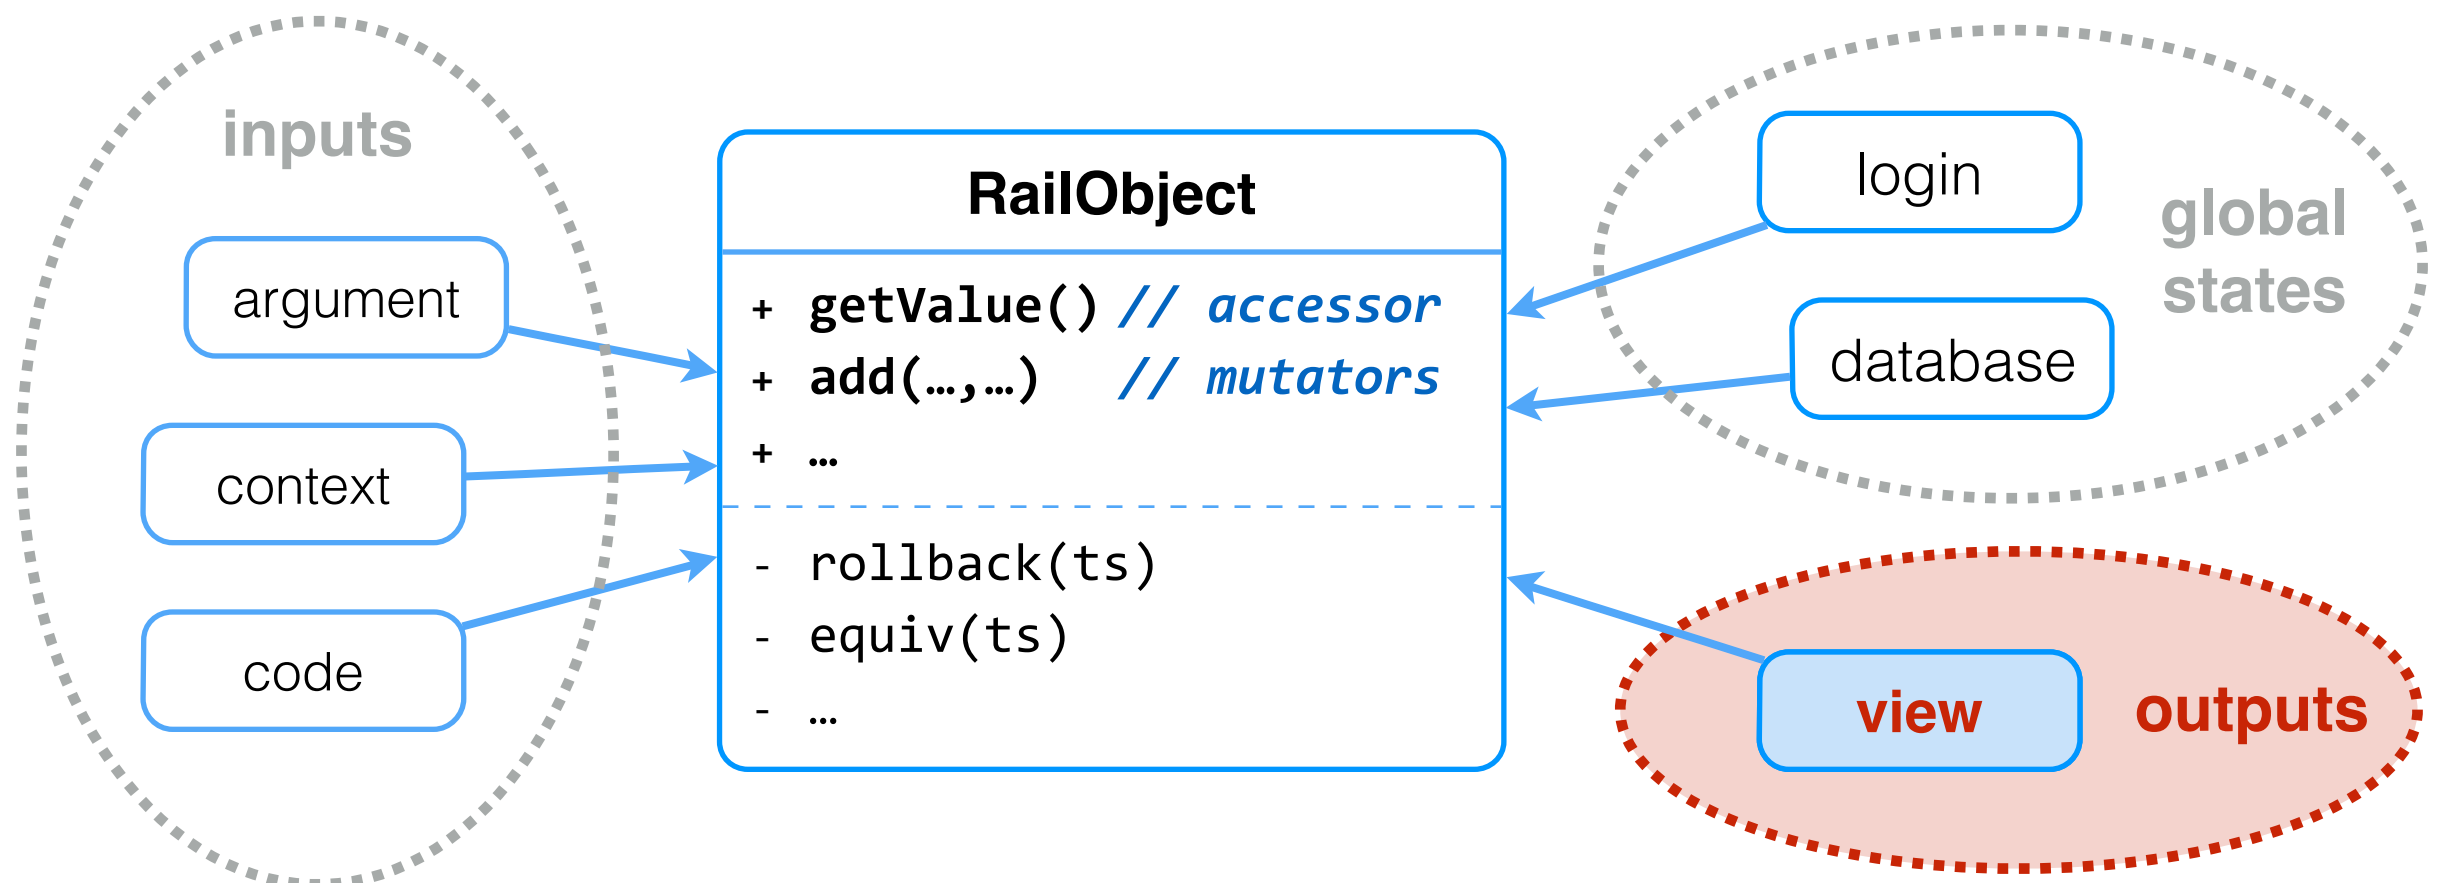 inputs
argument
context
code
RailObject
+ getValue() // accessor
+ add(…,…) // mutators
+ …
- rollback(ts)
- equiv(ts)
- …
login
database
global
states
view
outputs